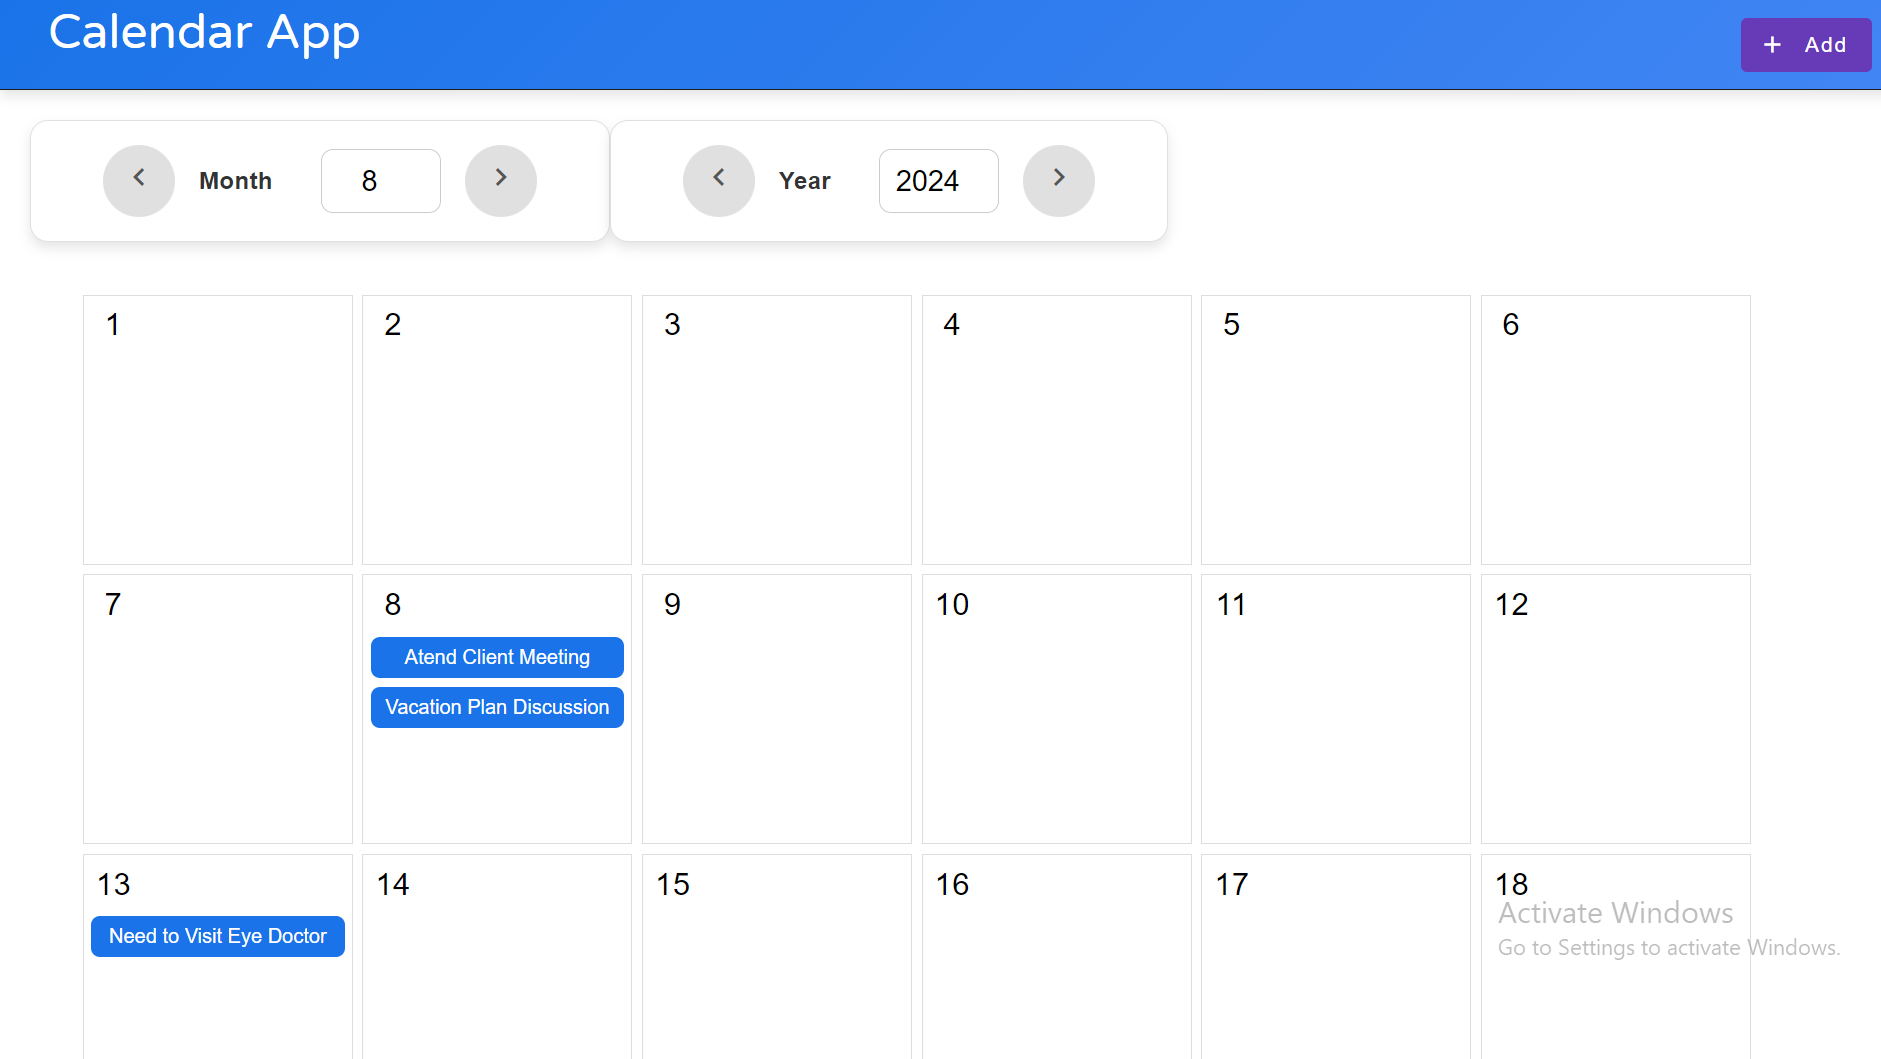 Calendar App
+ Add
Month 8
Year 2024
1 2 3 4 5 6
7 8 9 10 11 12
Atend Client Meeting
Vacation Plan Discussion
13 14 15 16 17 18
Need to Visit Eye Doctor
Activate Windows
Go to Settings to activate Windows.